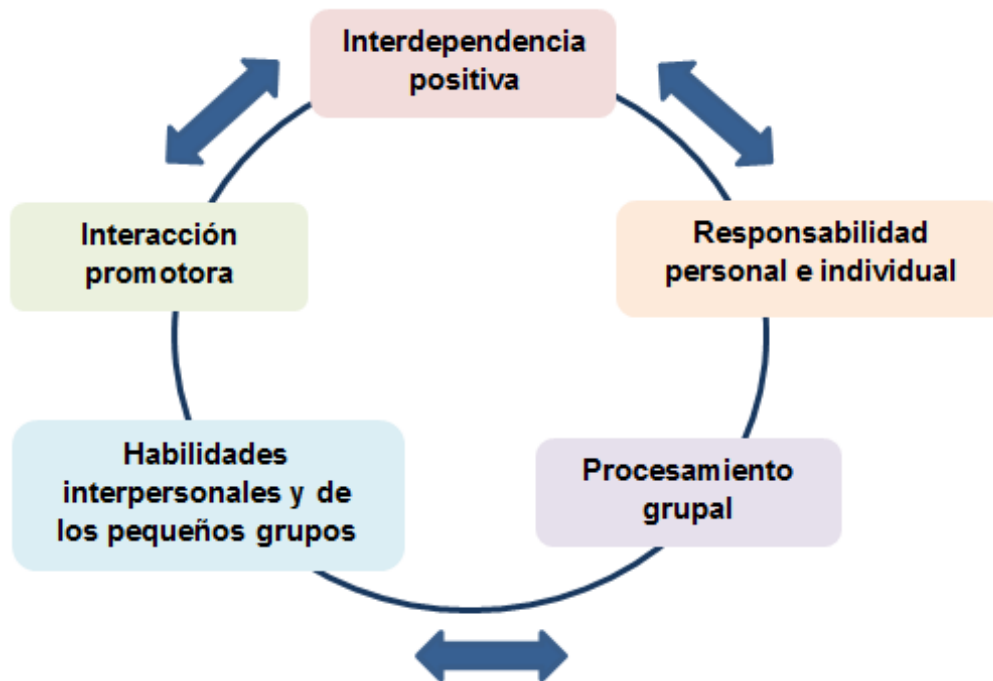 Interdependencia
positiva
Interacción
promotora
Responsabilidad
personal e individual
Habilidades
interpersonales y de
los pequeños grupos
Procesamiento
grupal